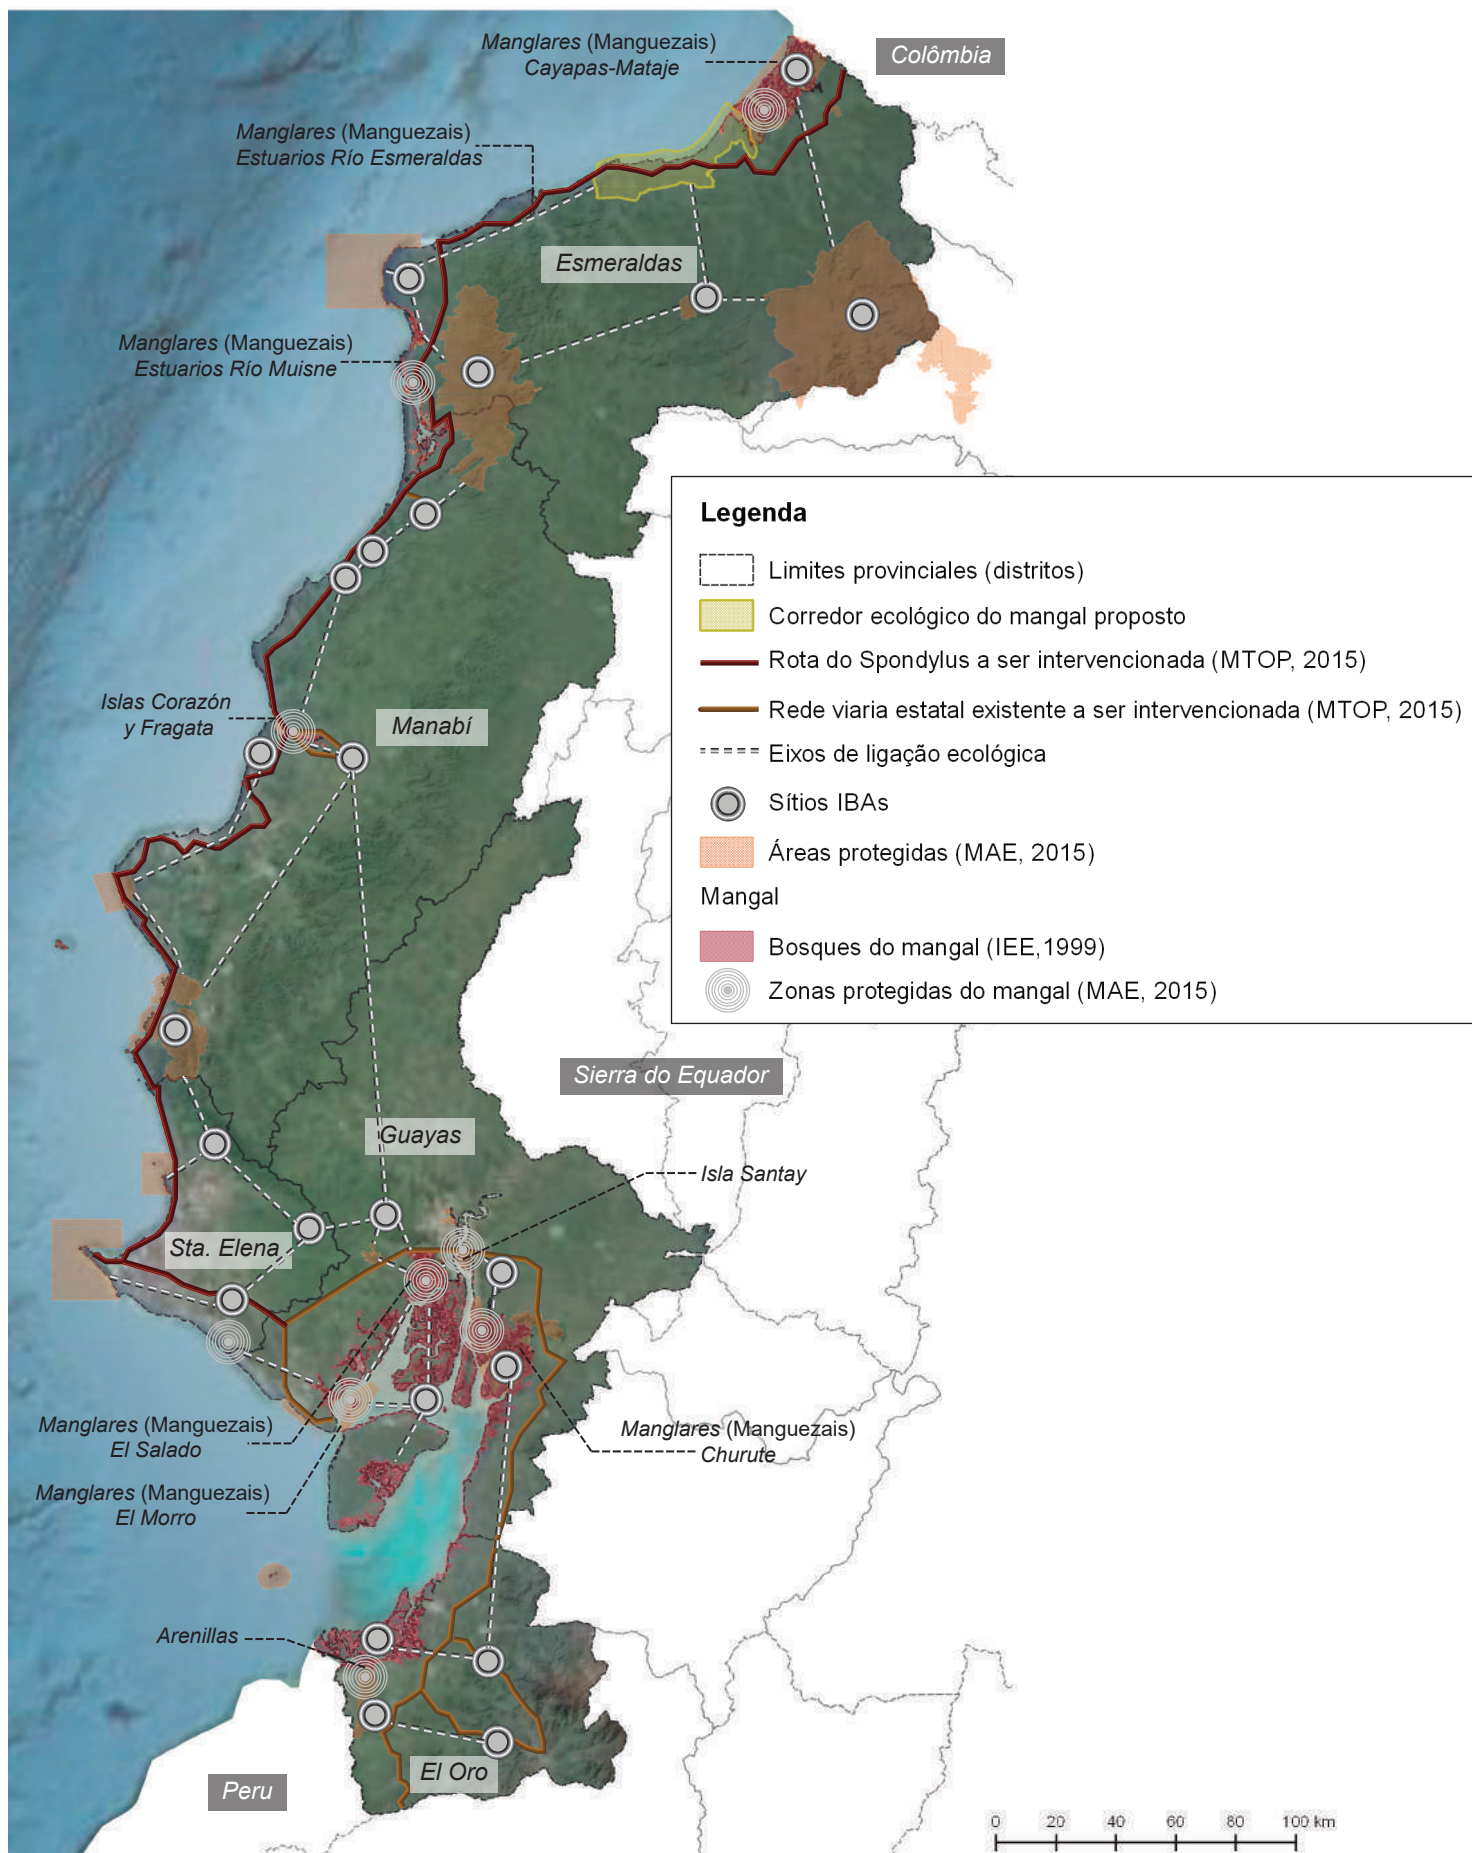 Manglares (Manguezais)
Cayapas-Mataje
Colômbia
Manglares (Manguezais)
Estuarios Río Esmeraldas
Esmeraldas
Manglares (Manguezais)
Estuarios Río Muisne
Legenda
Limites provinciales (distritos)
Corredor ecológico do mangal proposto
Rota do Spondylus a ser intervencionada (MTOP, 2015)
Rede viaria estatal existente a ser intervencionada (MTOP, 2015)
Eixos de ligação ecológica
Sítios IBAs
Áreas protegidas (MAE, 2015)
Mangal
Bosques do mangal (IEE,1999)
Zonas protegidas do mangal (MAE, 2015)
Islas Corazón
y Fragata
Manabí
Sierra do Equador
Guayas
Isla Santay
Sta. Elena
Manglares (Manguezais)
El Salado
Manglares (Manguezais)
Churute
Manglares (Manguezais)
El Morro
Arenillas
El Oro
Peru
0 20 40 60 80 100 km